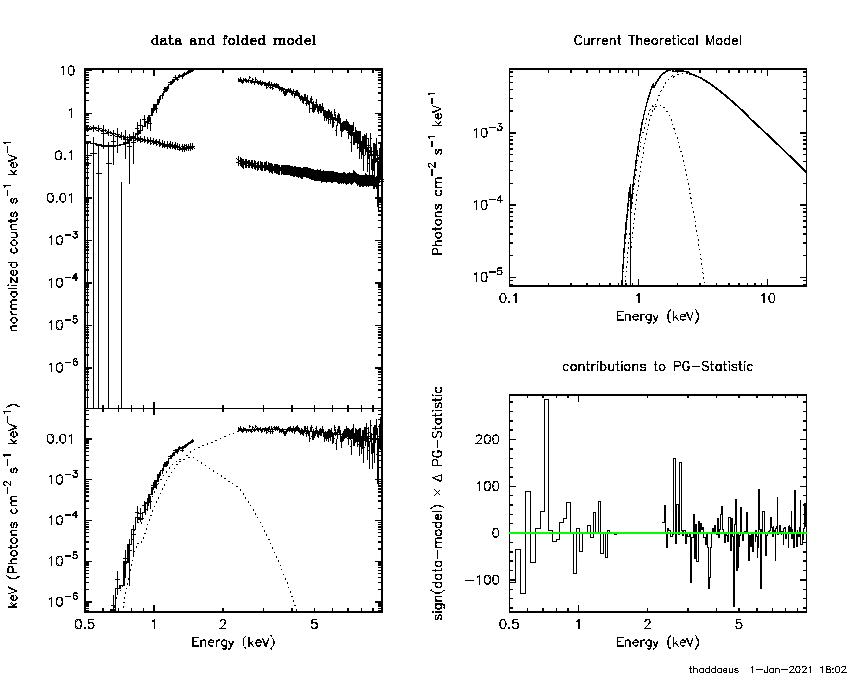 data and folded model
normalized counts s⁻¹ keV⁻¹
10
1
0.1
0.01
10⁻³
10⁻⁴
10⁻⁵
10⁻⁶
keV (Photons cm⁻² s⁻¹ keV⁻¹)
0.01
10⁻³
10⁻⁴
10⁻⁵
10⁻⁶
0.5 1 2 5
Energy (keV)
Current Theoretical Model
Photons cm⁻² s⁻¹ keV⁻¹
10⁻³
10⁻⁴
10⁻⁵
0.1 1 10
Energy (keV)
contributions to PG-Statistic
sign(data-model) × Δ PG-Statistic
200
100
0
-100
0.5 1 2 5
Energy (keV)
thaddaeus 1-Jan-2021 18:02